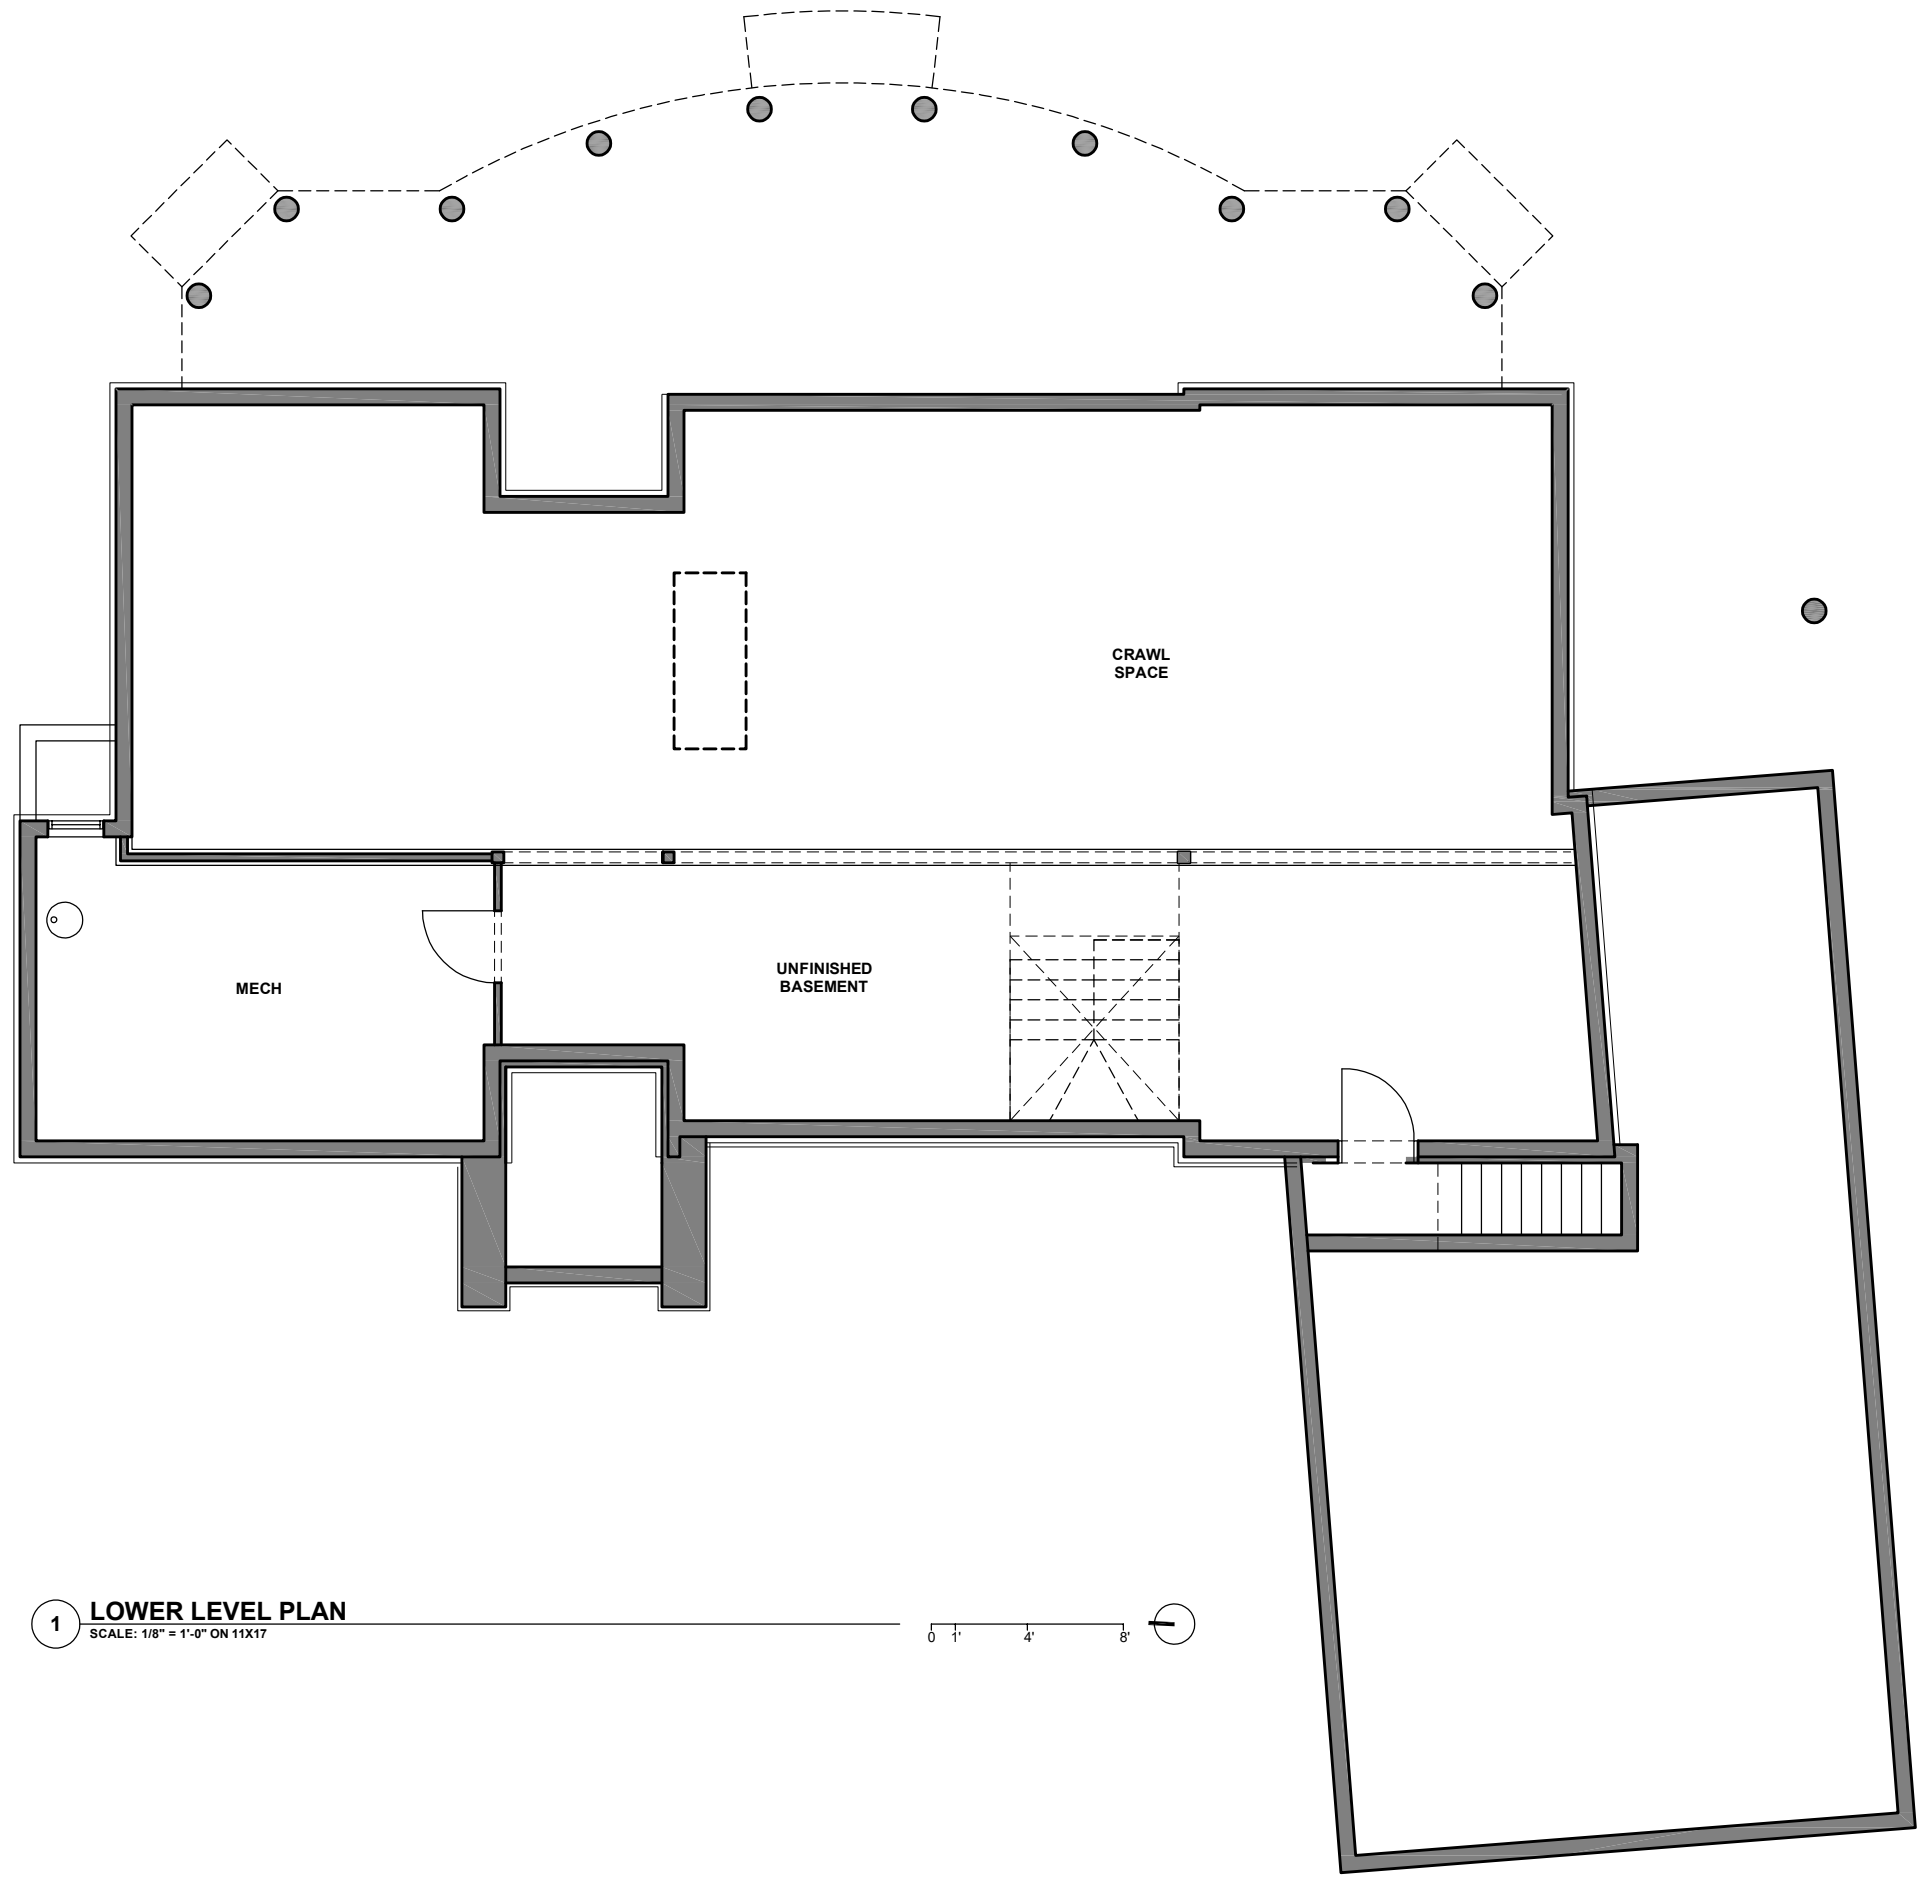 CRAWL
SPACE
UNFINISHED
BASEMENT
MECH
1
LOWER LEVEL PLAN
SCALE: 1/8" = 1'-0" ON 11X17
0 1' 4' 8'